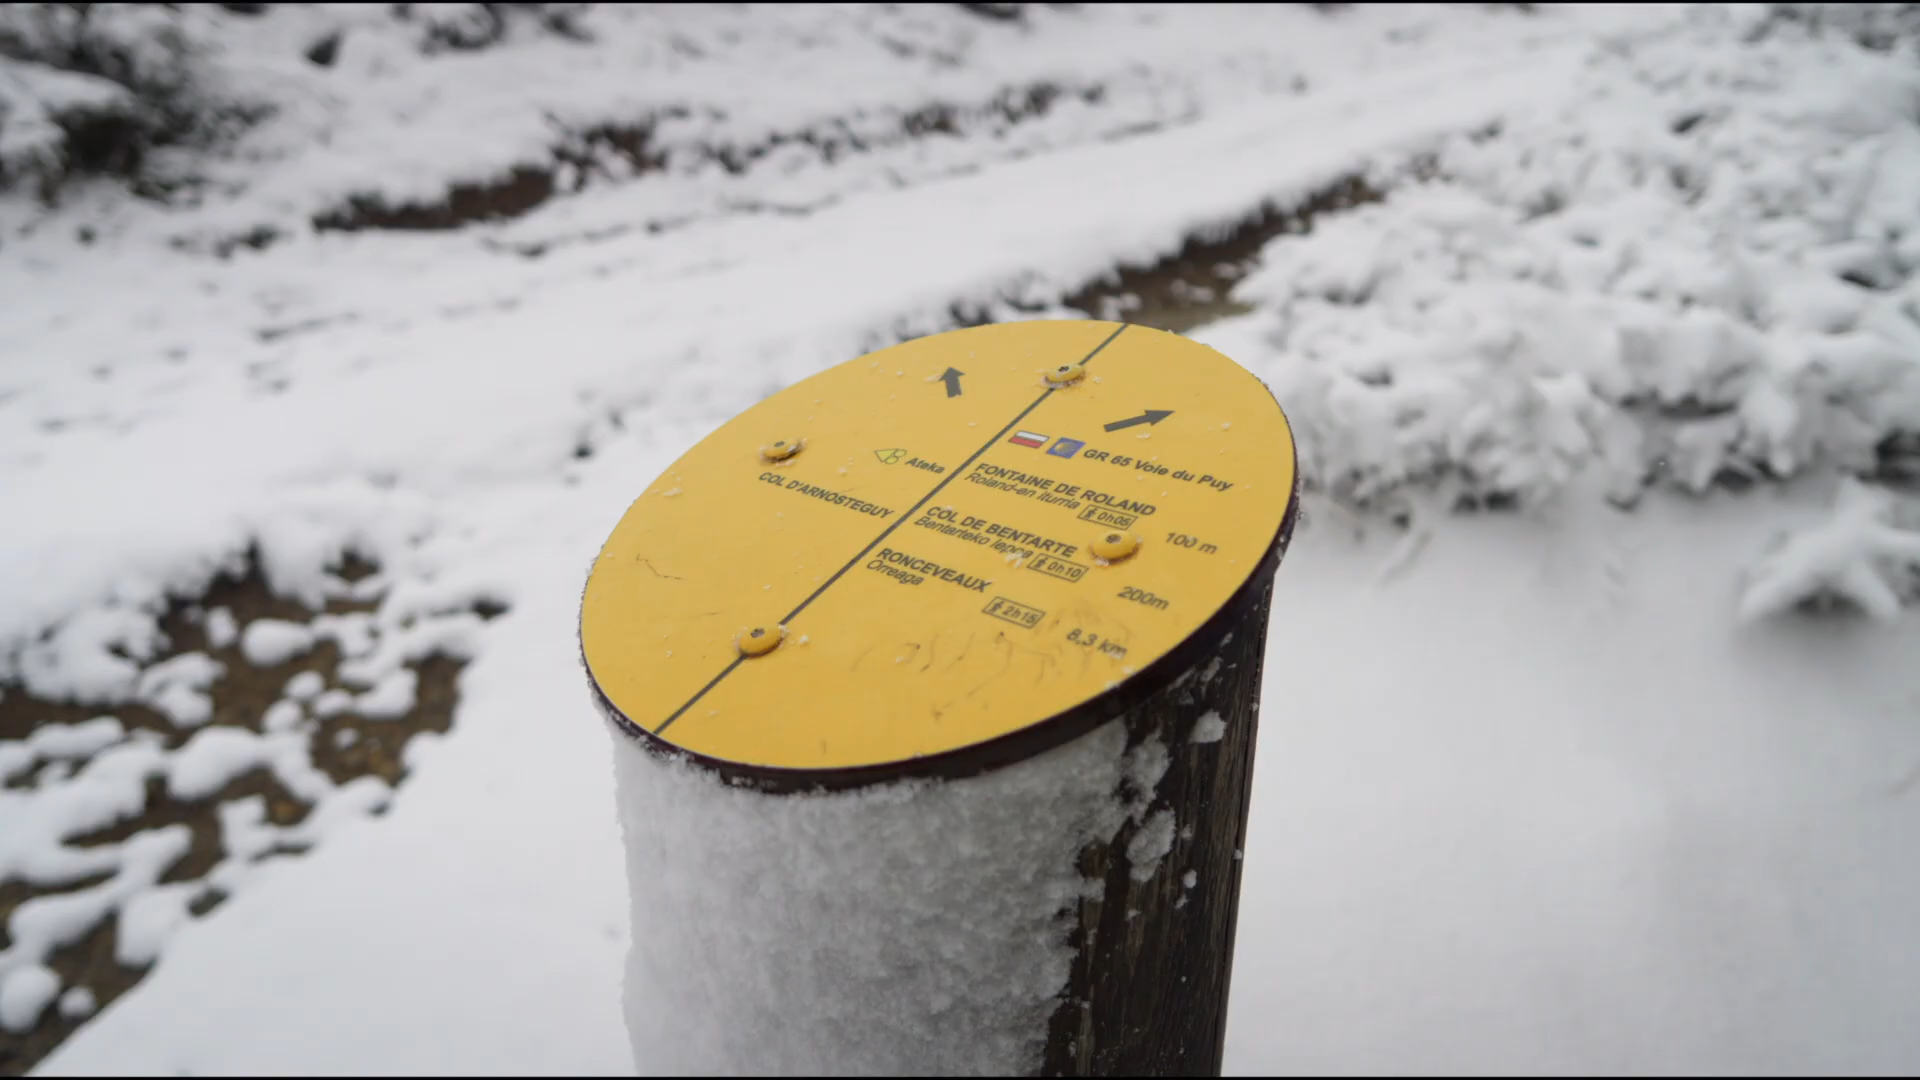 Ateka
COL D'ARNOSTEGUY
GR 65 Voie du Puy
FONTAINE DE ROLAND
Roland-en iturria 0h05
100 m
COL DE BENTARTE
Bentarteko lepoa 0h10
200m
RONCEVEAUX
Orreaga
2h15
8.3 km